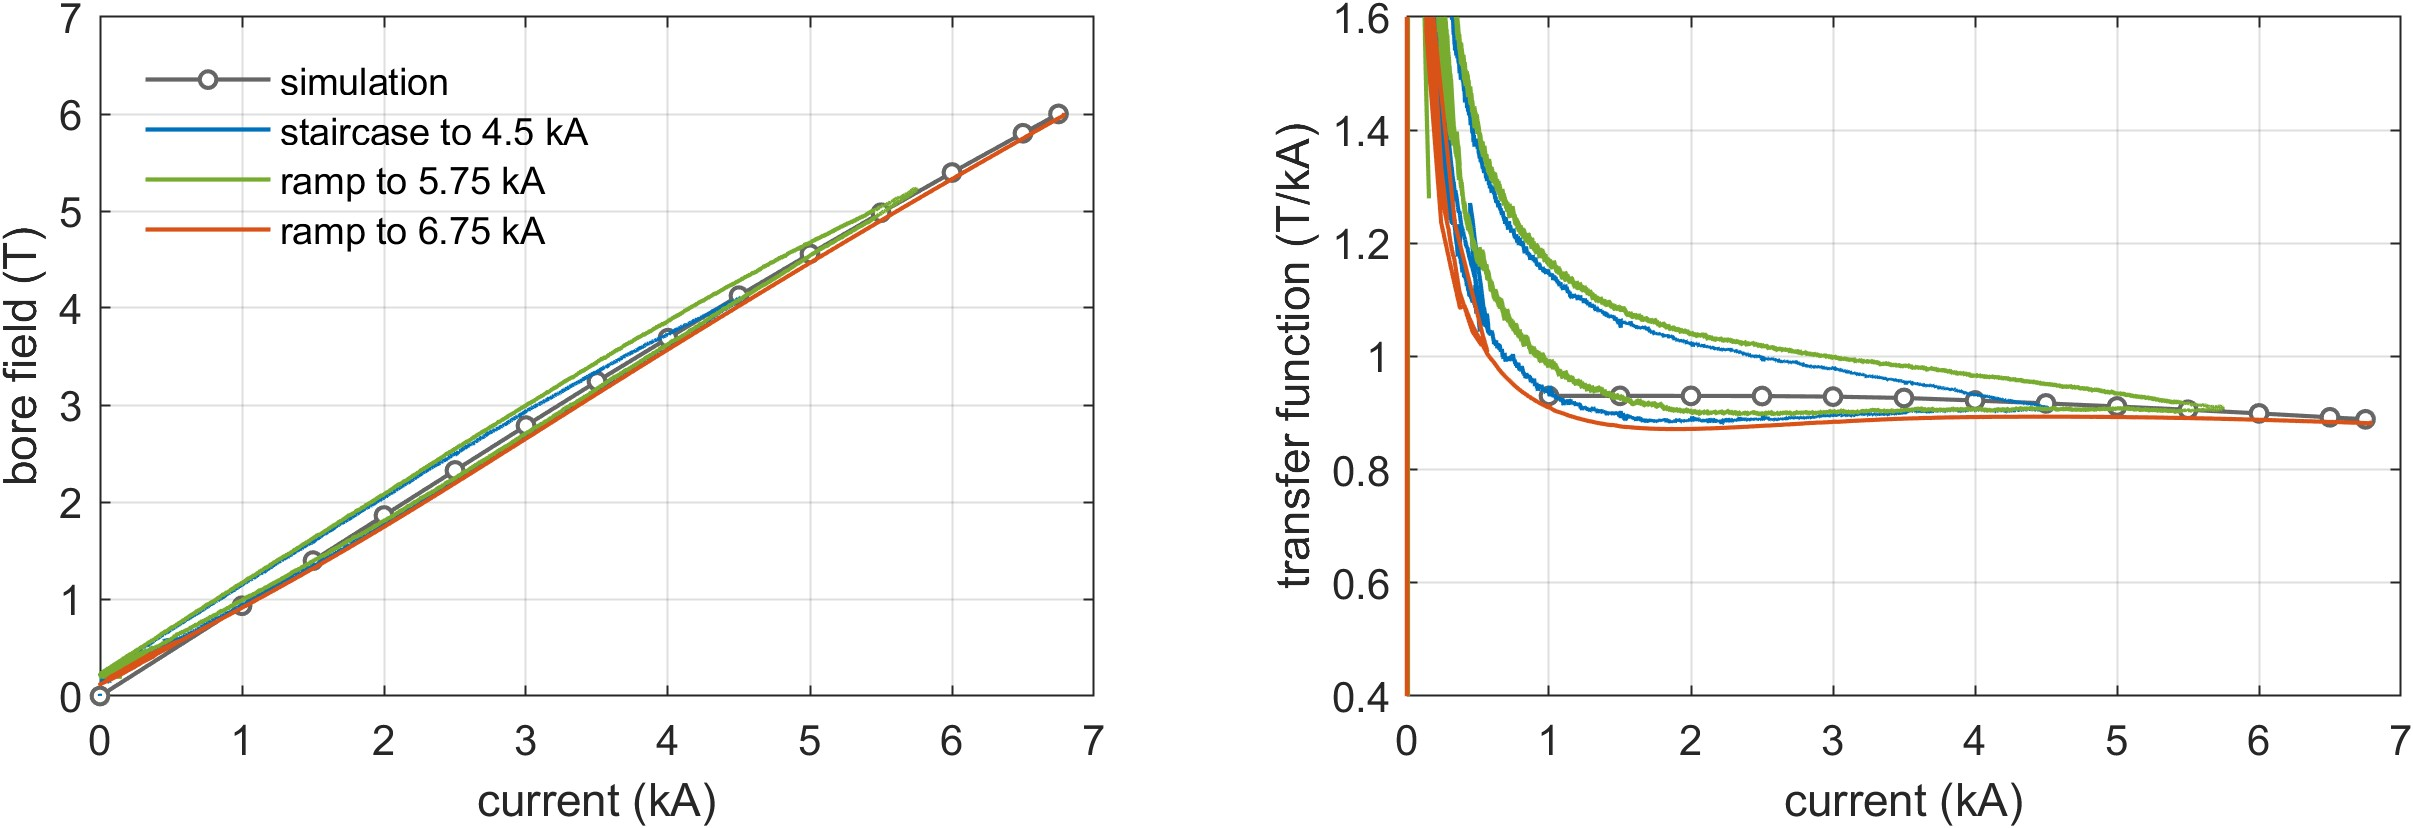 7
6
5
4
3
2
1
0
bore field (T)
simulation
staircase to 4.5 kA
ramp to 5.75 kA
ramp to 6.75 kA
0 1 2 3 4 5 6 7
current (kA)
1.6
1.4
1.2
1
0.8
0.6
0.4
transfer function (T/kA)
0 1 2 3 4 5 6 7
current (kA)